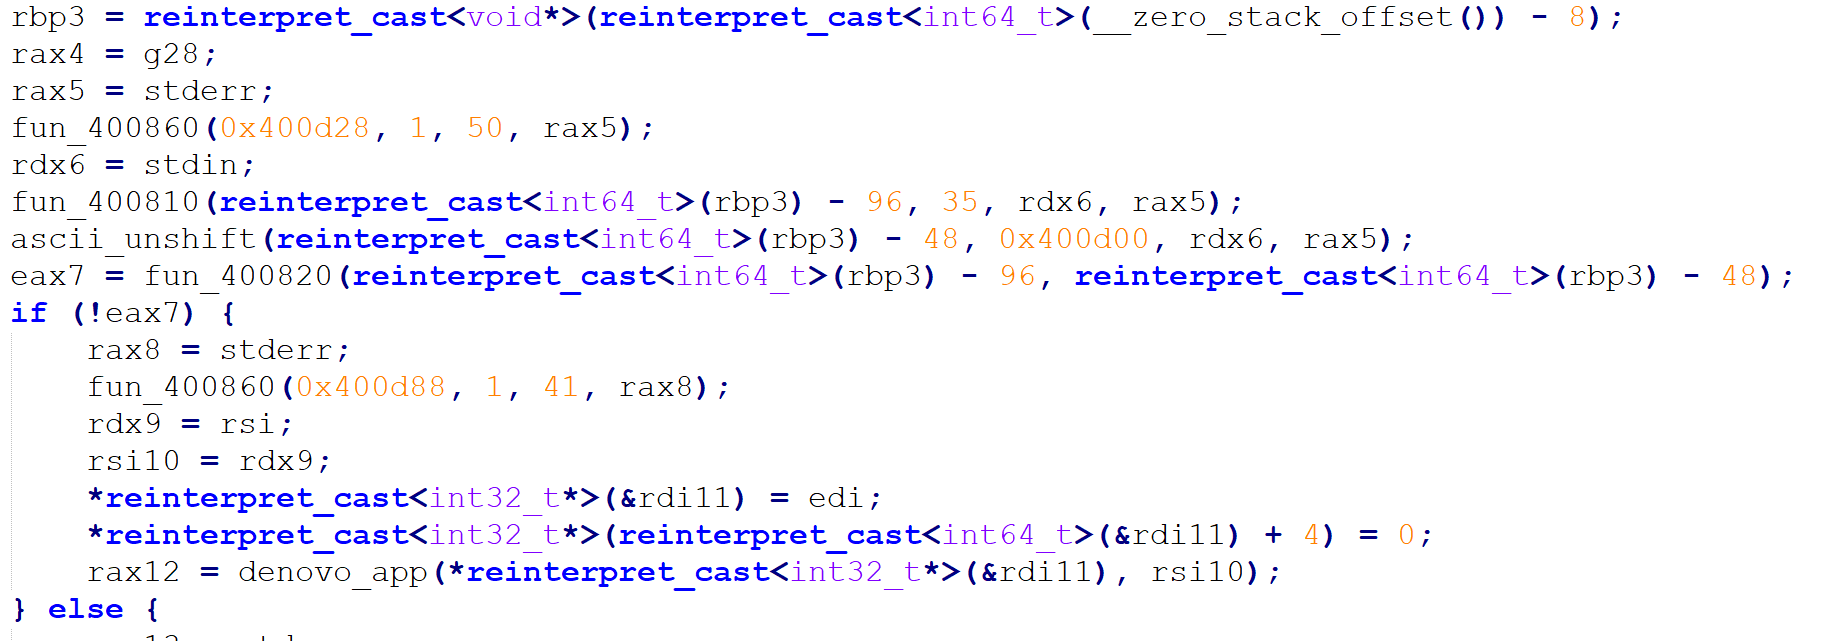 rbp3 = reinterpret_cast<void*>(reinterpret_cast<int64_t>(__zero_stack_offset()) - 8);
rax4 = g28;
rax5 = stderr;
fun_400860(0x400d28, 1, 50, rax5);
rdx6 = stdin;
fun_400810(reinterpret_cast<int64_t>(rbp3) - 96, 35, rdx6, rax5);
ascii_unshift(reinterpret_cast<int64_t>(rbp3) - 48, 0x400d00, rdx6, rax5);
eax7 = fun_400820(reinterpret_cast<int64_t>(rbp3) - 96, reinterpret_cast<int64_t>(rbp3) - 48);
if (!eax7) {
    rax8 = stderr;
    fun_400860(0x400d88, 1, 41, rax8);
    rdx9 = rsi;
    rsi10 = rdx9;
    *reinterpret_cast<int32_t*>(&rdi11) = edi;
    *reinterpret_cast<int32_t*>(reinterpret_cast<int64_t>(&rdi11) + 4) = 0;
    rax12 = denovo_app(*reinterpret_cast<int32_t*>(&rdi11), rsi10);
} else {